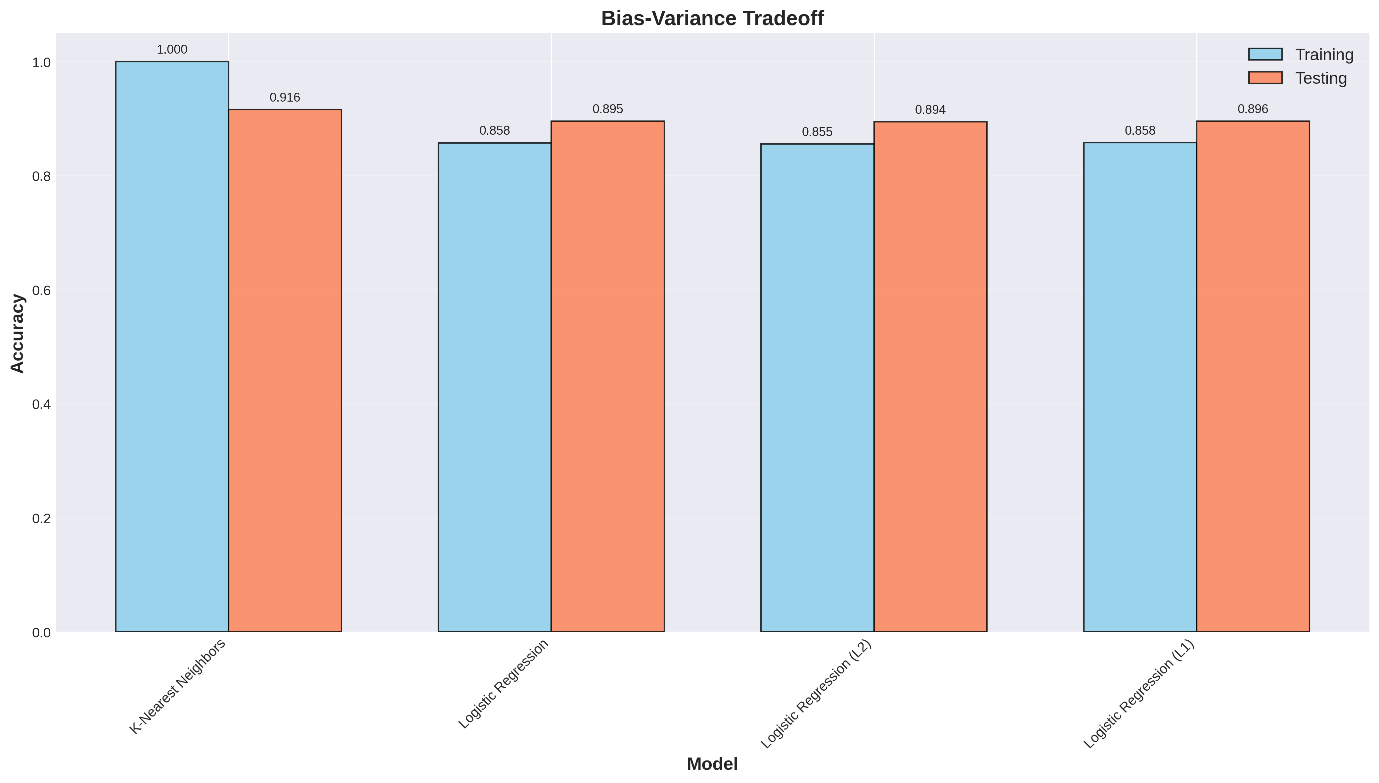 Bias-Variance Tradeoff
Training
Testing
1.000
0.916
0.858
0.895
0.855
0.894
0.858
0.896
Accuracy
1.0
0.8
0.6
0.4
0.2
0.0
K-Nearest Neighbors
Logistic Regression
Logistic Regression (L2)
Logistic Regression (L1)
Model